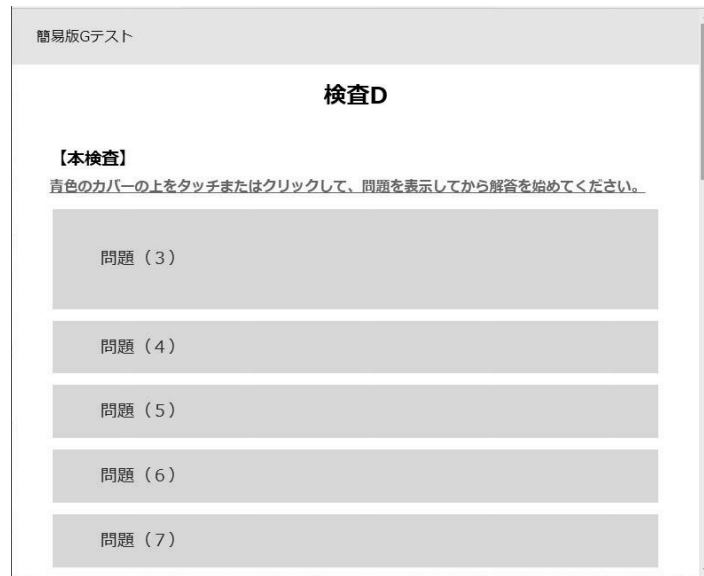 簡易版Gテスト
検査D
【本検査】
青色のカバーの上をタッチまたはクリックして、問題を表示してから解答を始めてください。
問題（３）
問題（４）
問題（５）
問題（６）
問題（７）